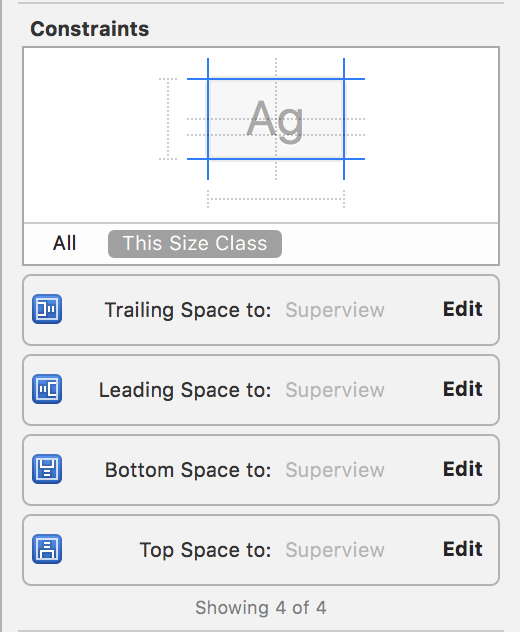 Constraints
Ag
All This Size Class
Trailing Space to: Superview Edit
Leading Space to: Superview Edit
Bottom Space to: Superview Edit
Top Space to: Superview Edit
Showing 4 of 4